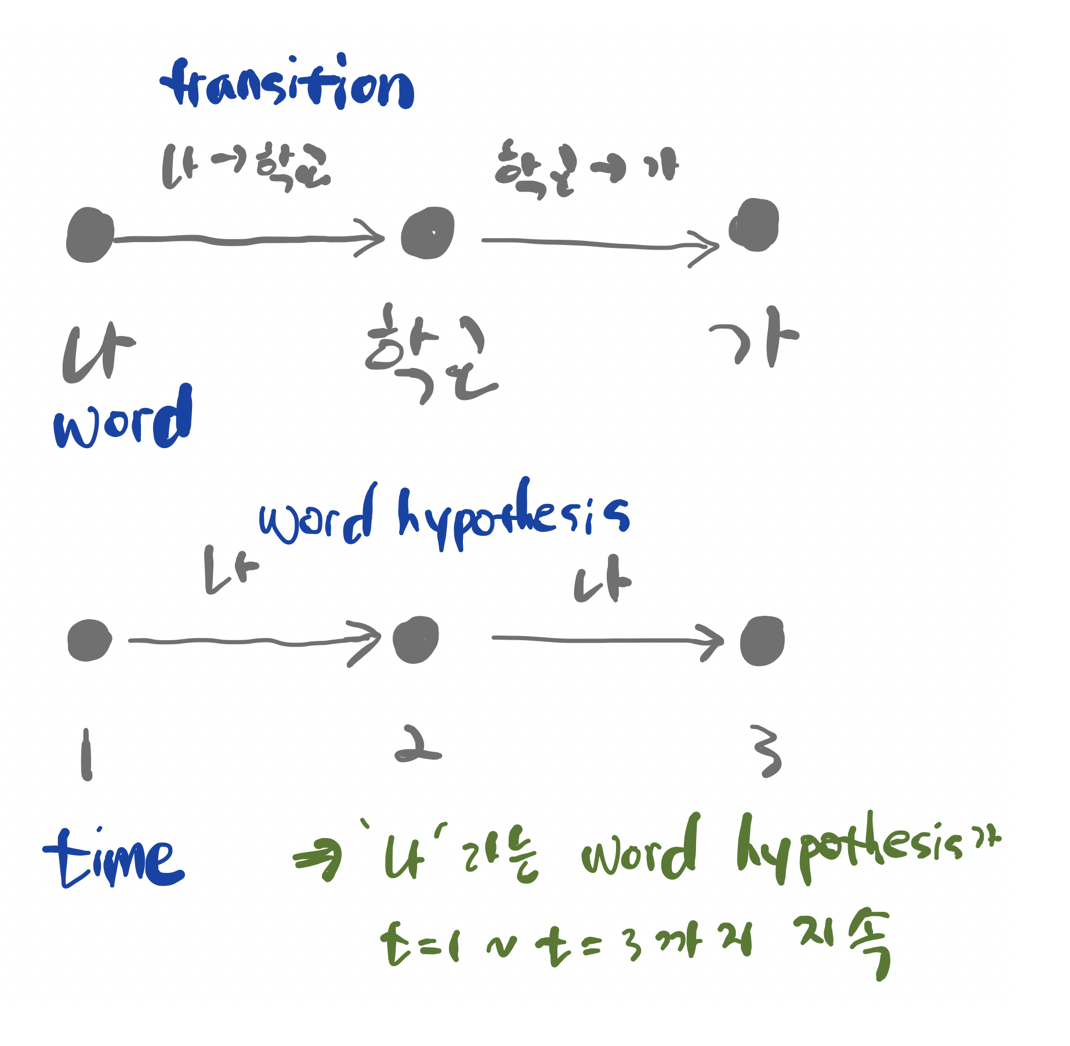 transition
나 → 학교 학교 → 가
나 학교 가
word
word hypothesis
나 나
1 2 3
time
⇒ '나' 라는 word hypothesis가
t=1 ~ t=3 까지 지속